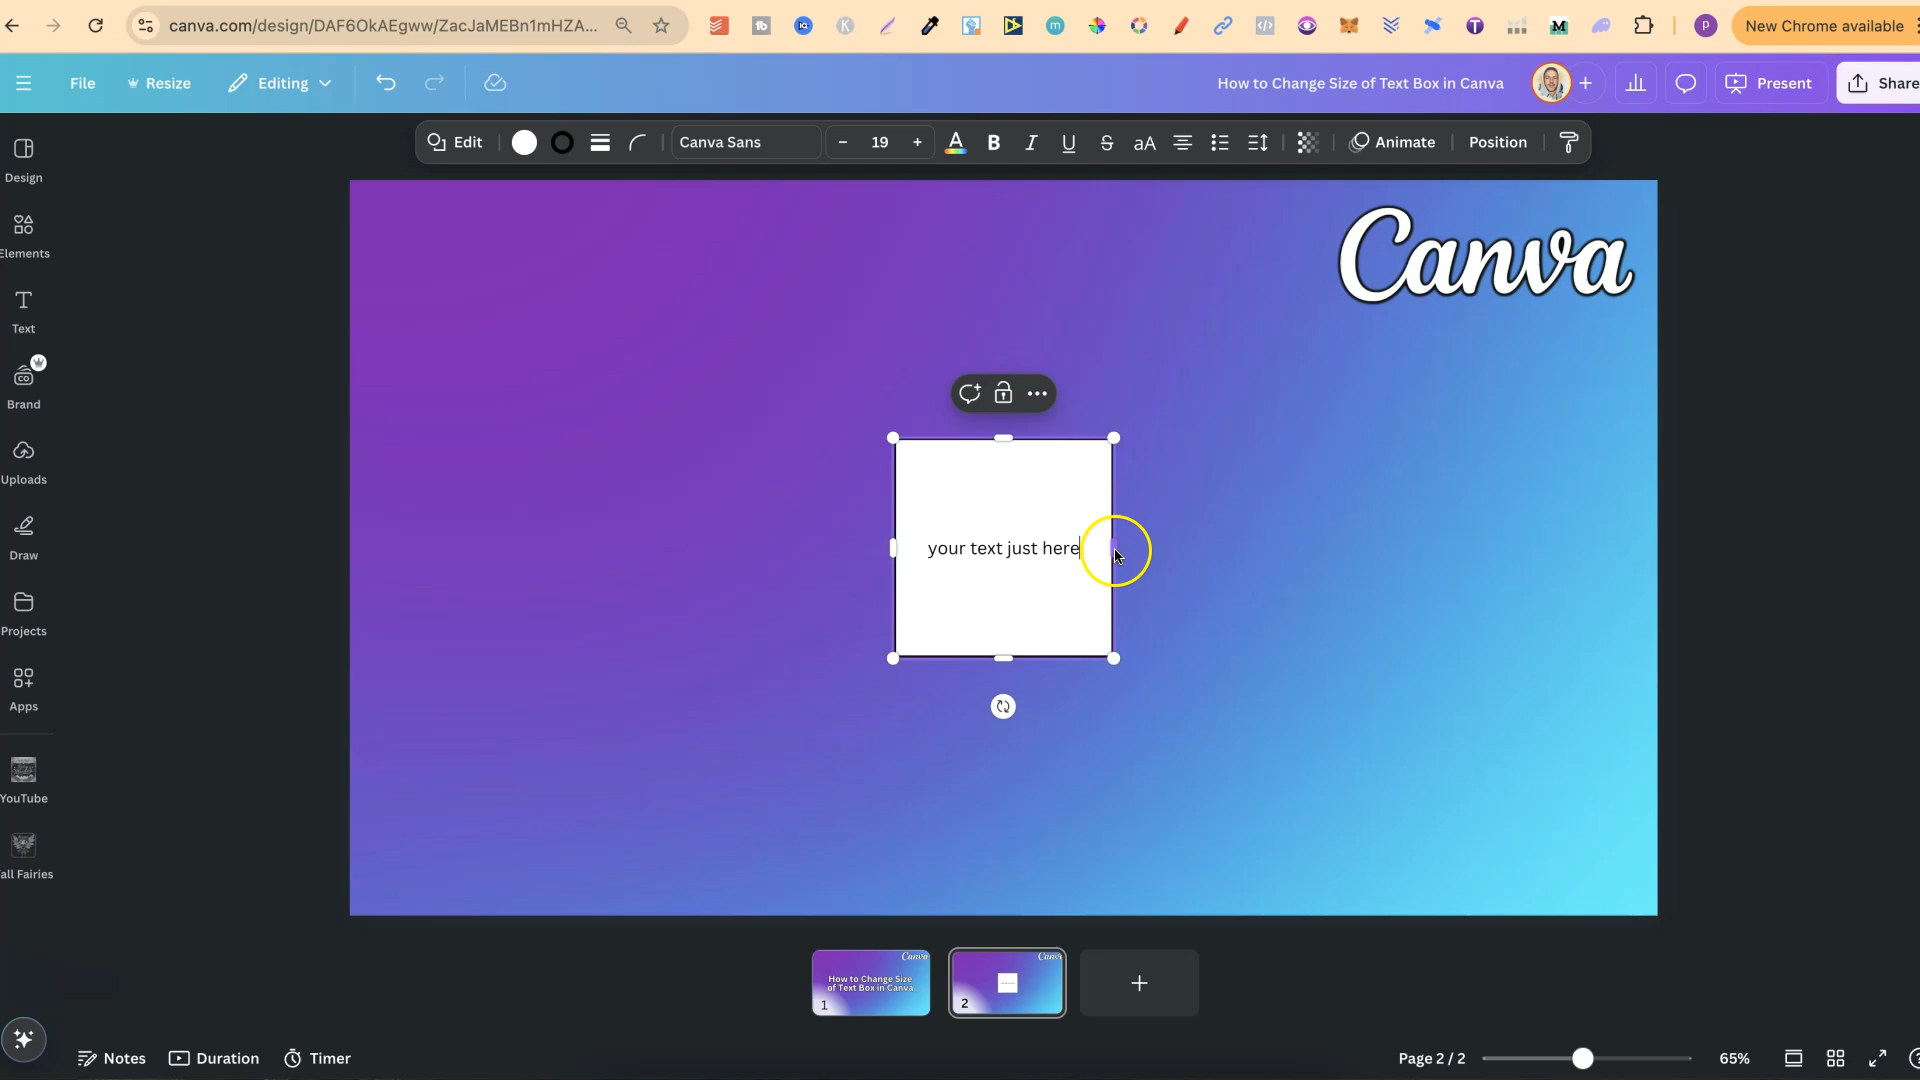 canva.com/design/DAF6OkAEgww/ZacJaMEBn1mHZA...
New Chrome available
File
Resize
Editing
How to Change Size of Text Box in Canva
Present
Share
Edit
Canva Sans
– 19 +
A
B
I
U
S
aA
Animate
Position
Design
Elements
Text
Brand
Uploads
Draw
Projects
Apps
YouTube
all Fairies
Canva
your text just here
Canva
How to Change Size
of Text Box in Canva
1
Canva
2
Notes
Duration
Timer
Page 2 / 2
65%